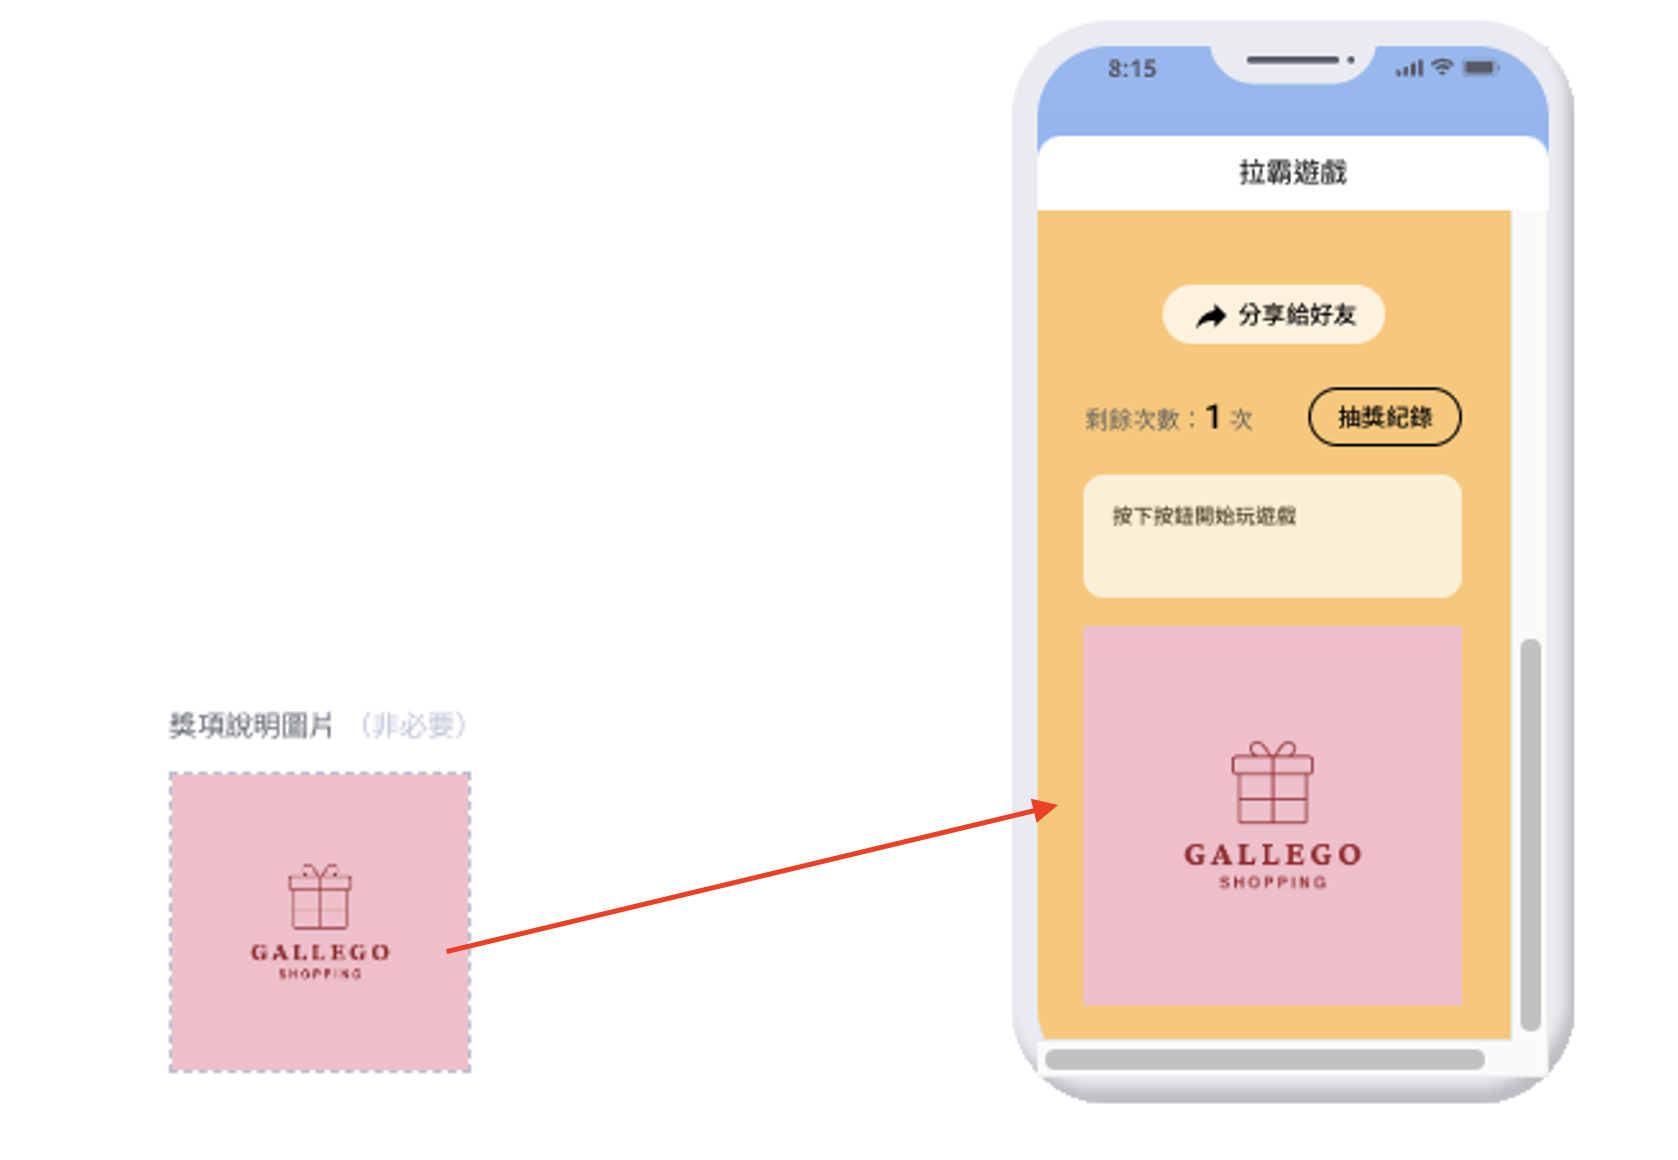 8:15
拉霸遊戲
分享給好友
剩餘次數：1 次
抽獎紀錄
按下按鈕開始玩遊戲
GALLEGO
SHOPPING
獎項說明圖片 （非必要）
GALLEGO
SHOPPING